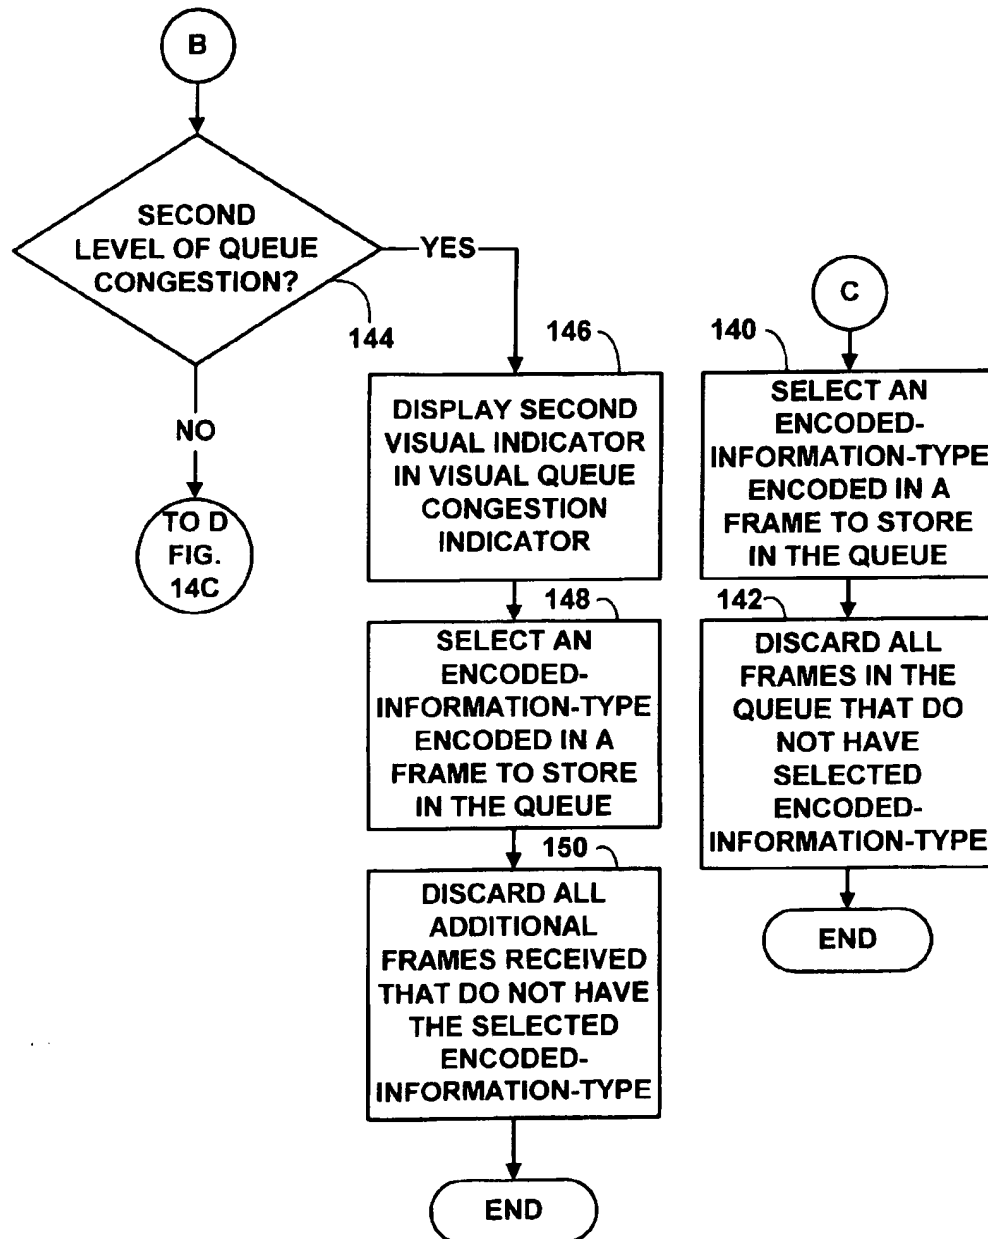 B
SECOND
LEVEL OF QUEUE
CONGESTION?
YES
144
NO
TO D
FIG.
14C
146
DISPLAY SECOND
VISUAL INDICATOR
IN VISUAL QUEUE
CONGESTION
INDICATOR
148
SELECT AN
ENCODED-
INFORMATION-TYPE
ENCODED IN A
FRAME TO STORE
IN THE QUEUE
150
DISCARD ALL
ADDITIONAL
FRAMES RECEIVED
THAT DO NOT HAVE
THE SELECTED
ENCODED-
INFORMATION-TYPE
END
C
140
SELECT AN
ENCODED-
INFORMATION-TYPE
ENCODED IN A
FRAME TO STORE
IN THE QUEUE
142
DISCARD ALL
FRAMES IN THE
QUEUE THAT DO
NOT HAVE
SELECTED
ENCODED-
INFORMATION-TYPE
END